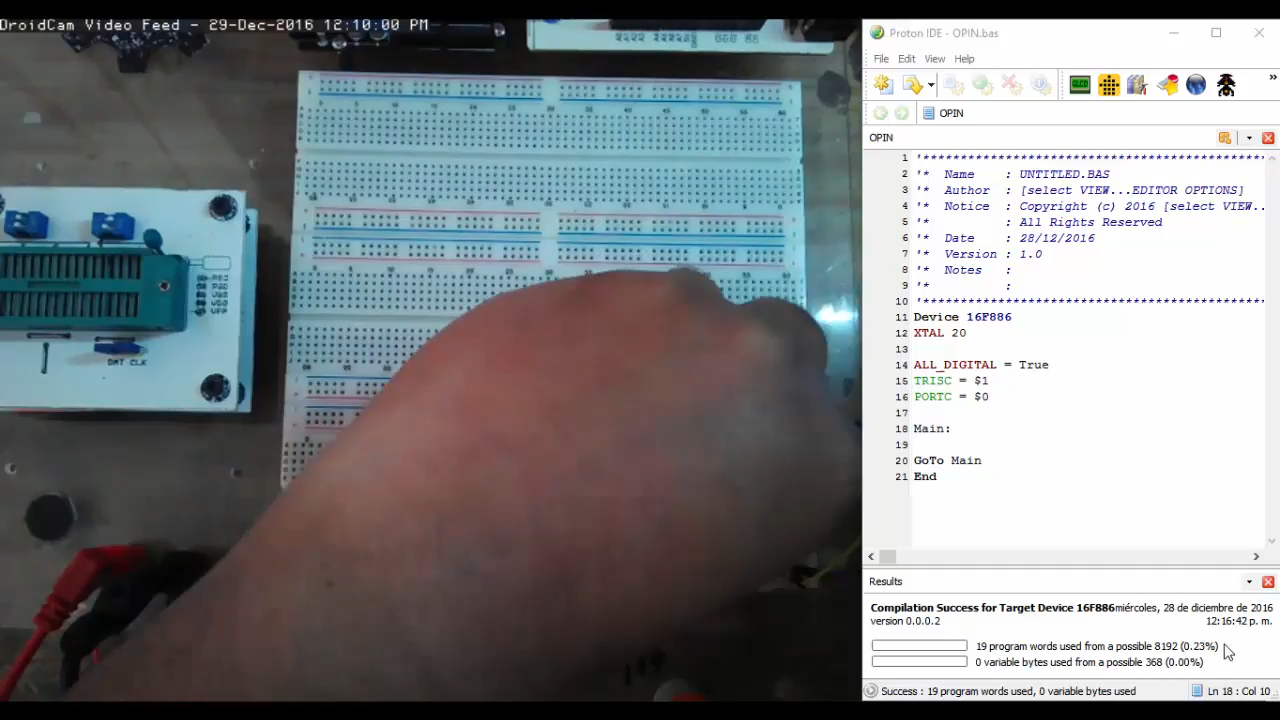 DroidCam Video Feed - 29-Dec-2016 12:10:00 PM
DAT CLK
Proton IDE - OPIN.bas
File Edit View Help
OPIN
OPIN
1 '************************************************
2 '* Name : UNTITLED.BAS
3 '* Author : [select VIEW...EDITOR OPTIONS]
4 '* Notice : Copyright (c) 2016 [select VIEW..
5 '* : All Rights Reserved
6 '* Date : 28/12/2016
7 '* Version : 1.0
8 '* Notes :
9 '* :
10 '************************************************
11 Device 16F886
12 XTAL 20
13
14 ALL_DIGITAL = True
15 TRISC = $1
16 PORTC = $0
17
18 Main:
19
20 GoTo Main
21 End
Results
Compilation Success for Target Device 16F886 miércoles, 28 de diciembre de 2016
version 0.0.0.2 12:16:42 p. m.
19 program words used from a possible 8192 (0.23%)
0 variable bytes used from a possible 368 (0.00%)
Success : 19 program words used, 0 variable bytes used Ln 18 : Col 10